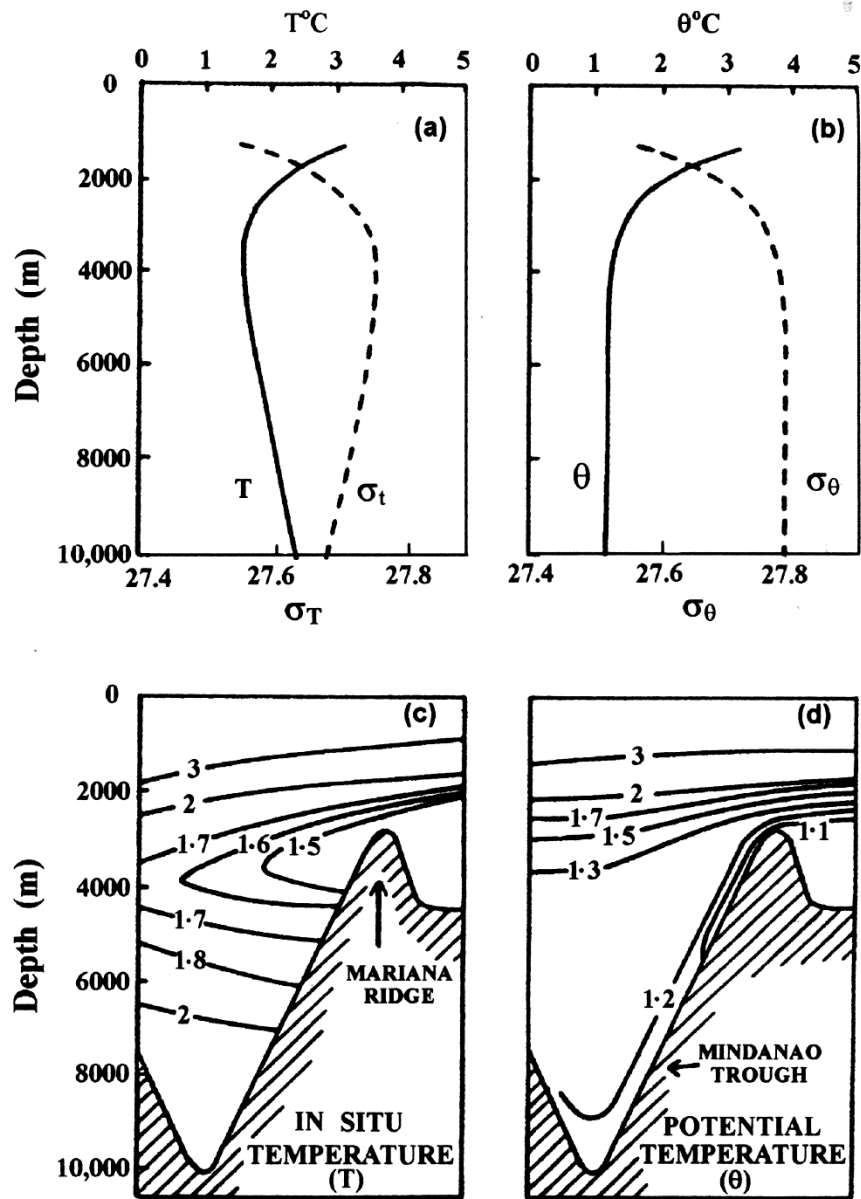 T°C
0 1 2 3 4 5
(a)
0
2000
4000
6000
8000
10,000
Depth (m)
T
σt
27.4 27.6 27.8
σT
θ°C
0 1 2 3 4 5
(b)
θ
σθ
27.4 27.6 27.8
σθ
(c)
0
2000
4000
6000
8000
10,000
Depth (m)
3
2
1·7
1·6
1·5
1·7
1·8
2
MARIANA
RIDGE
IN SITU
TEMPERATURE
(T)
(d)
3
2
1·7
1·5
1·3
1·1
1·2
MINDANAO
TROUGH
POTENTIAL
TEMPERATURE
(θ)